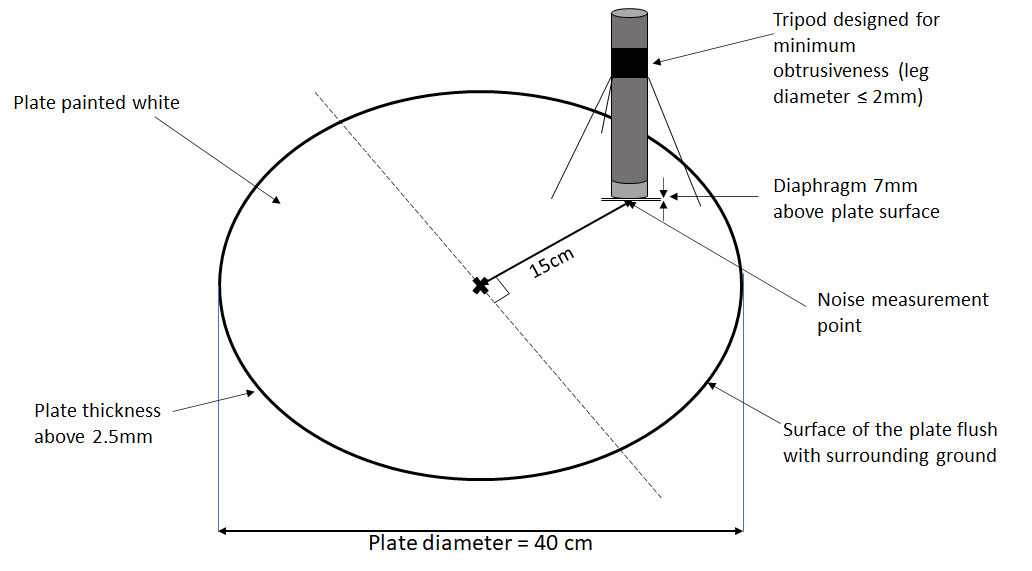 Tripod designed for
minimum
obtrusiveness (leg
diameter ≤ 2mm)
Plate painted white
Diaphragm 7mm
above plate surface
15cm
Noise measurement
point
Plate thickness
above 2.5mm
Surface of the plate flush
with surrounding ground
Plate diameter = 40 cm